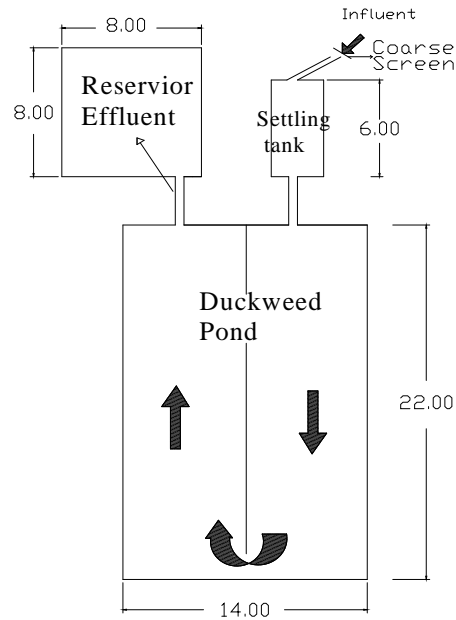 Influent
8.00
Coarse
Screen
8.00
Reservior
Effluent
Settling
tank
6.00
Duckweed
Pond
22.00
14.00